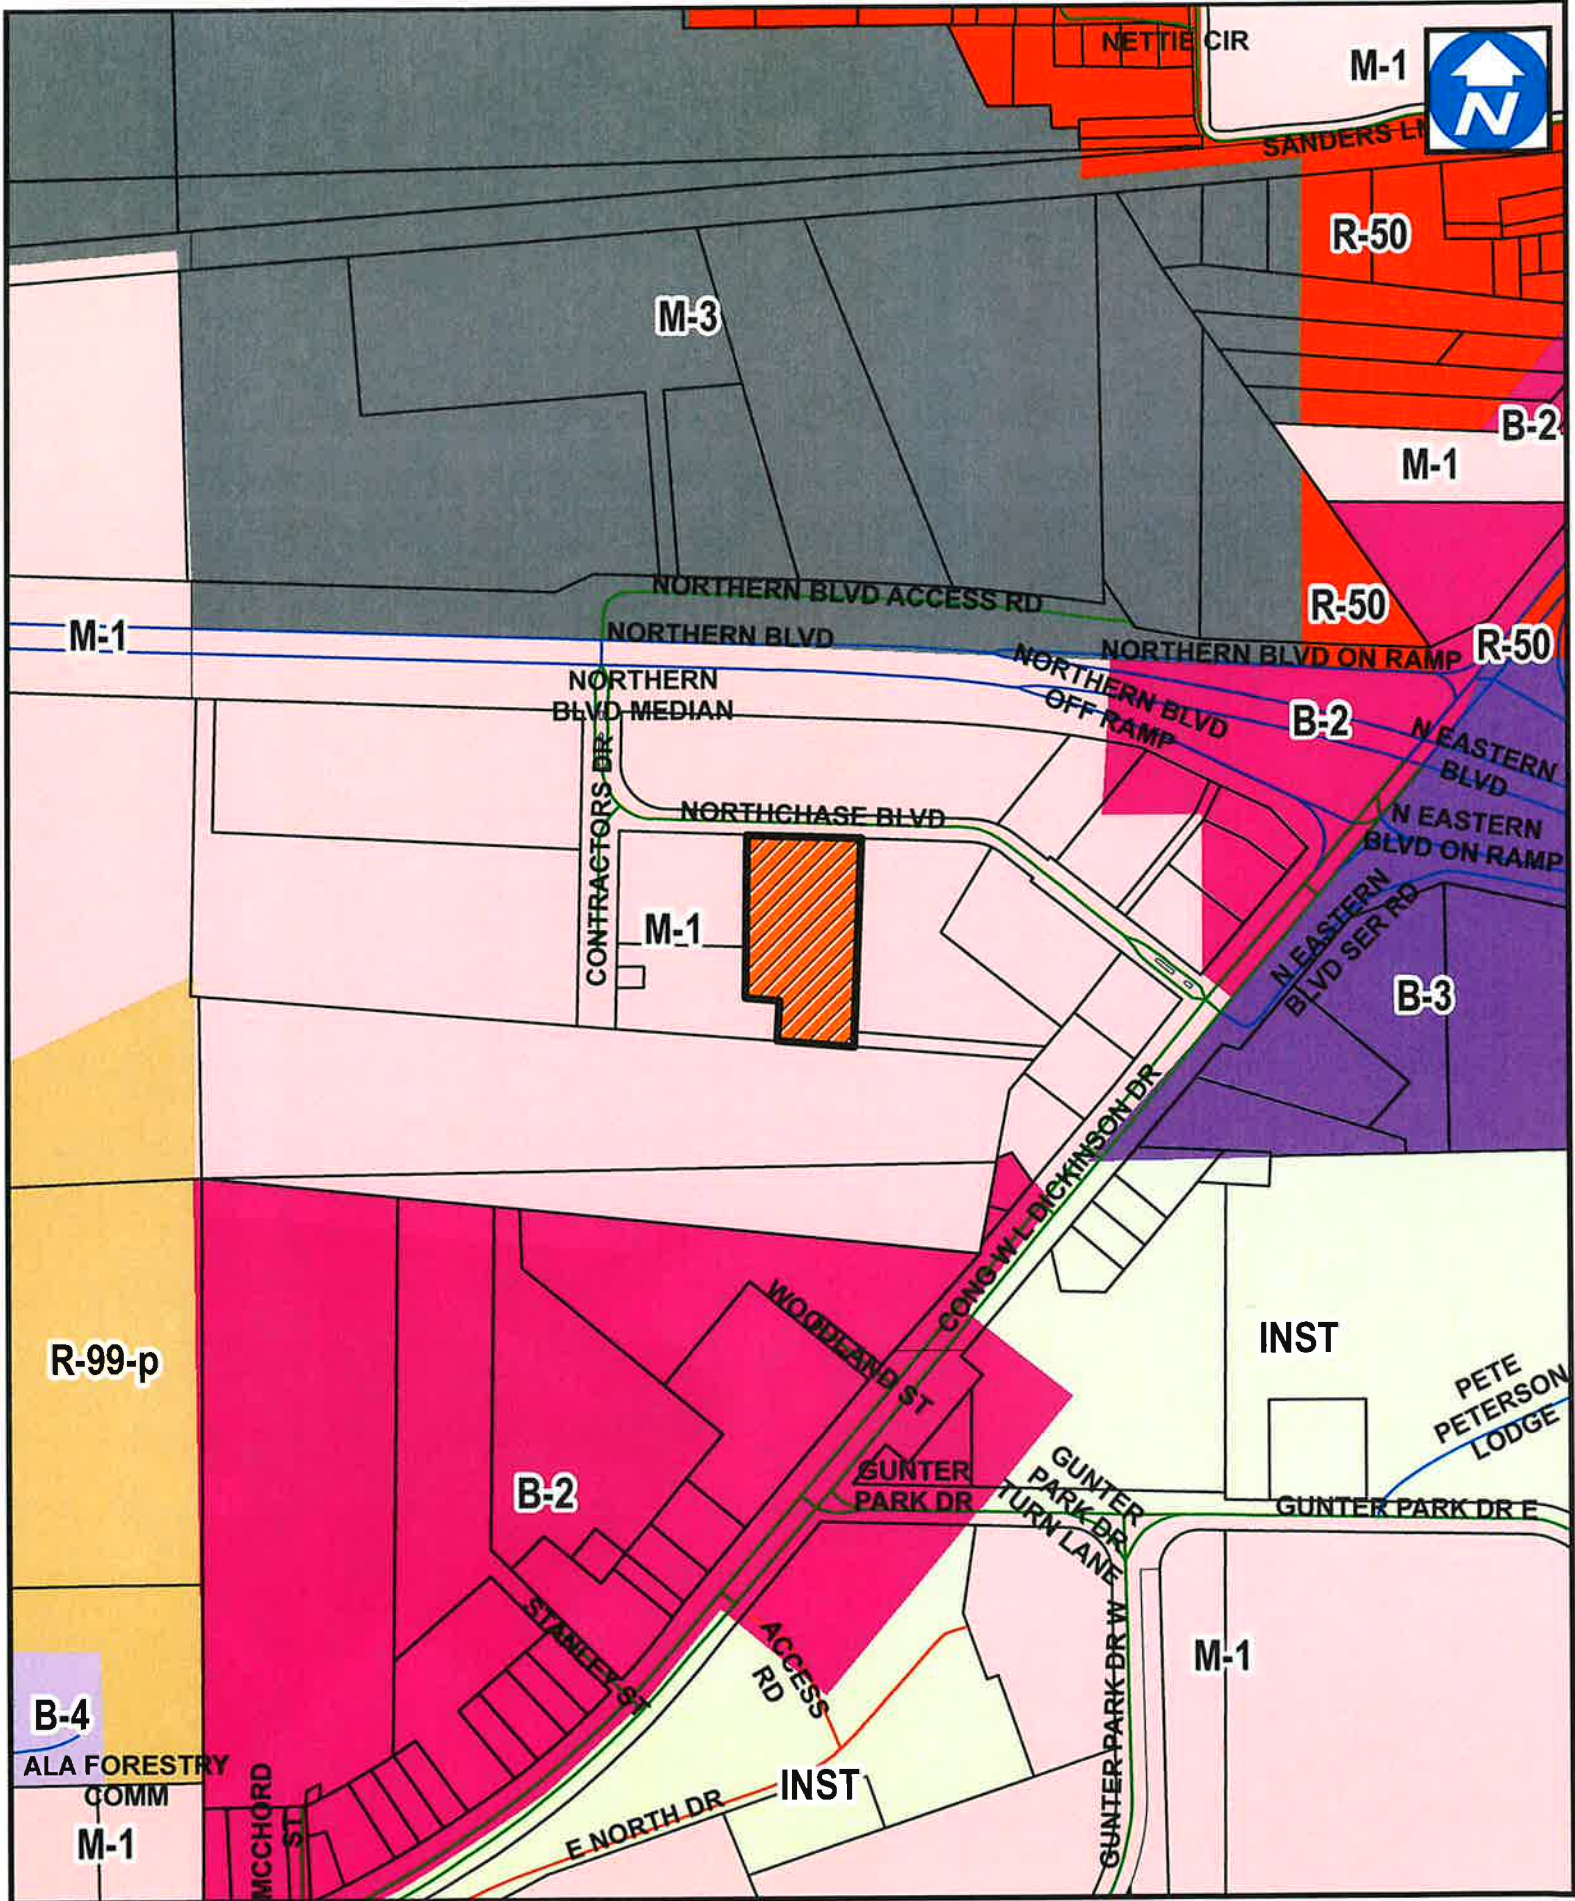 NETTIE CIR
M-1
N
SANDERS LN
R-50
M-3
B-2
M-1
NORTHERN BLVD ACCESS RD
R-50
M-1
NORTHERN BLVD
NORTHERN BLVD ON RAMP
R-50
NORTHERN
BLVD MEDIAN
NORTHERN BLVD
OFF RAMP
B-2
N EASTERN
BLVD
CONTRACTORS DR
NORTHCHASE BLVD
N EASTERN
BLVD ON RAMP
M-1
N EASTERN
BLVD SER RD
B-3
CONG W L DICKINSON DR
WOODLAND ST
INST
R-99-p
PETE
PETERSON
LODGE
B-2
GUNTER
PARK DR
GUNTER
PARK DR
TURN LANE
GUNTER PARK DR E
STANLEY ST
ACCESS
RD
GUNTER PARK DR W
M-1
B-4
ALA FORESTRY
COMM
INST
E NORTH DR
MCCHORD
ST
M-1